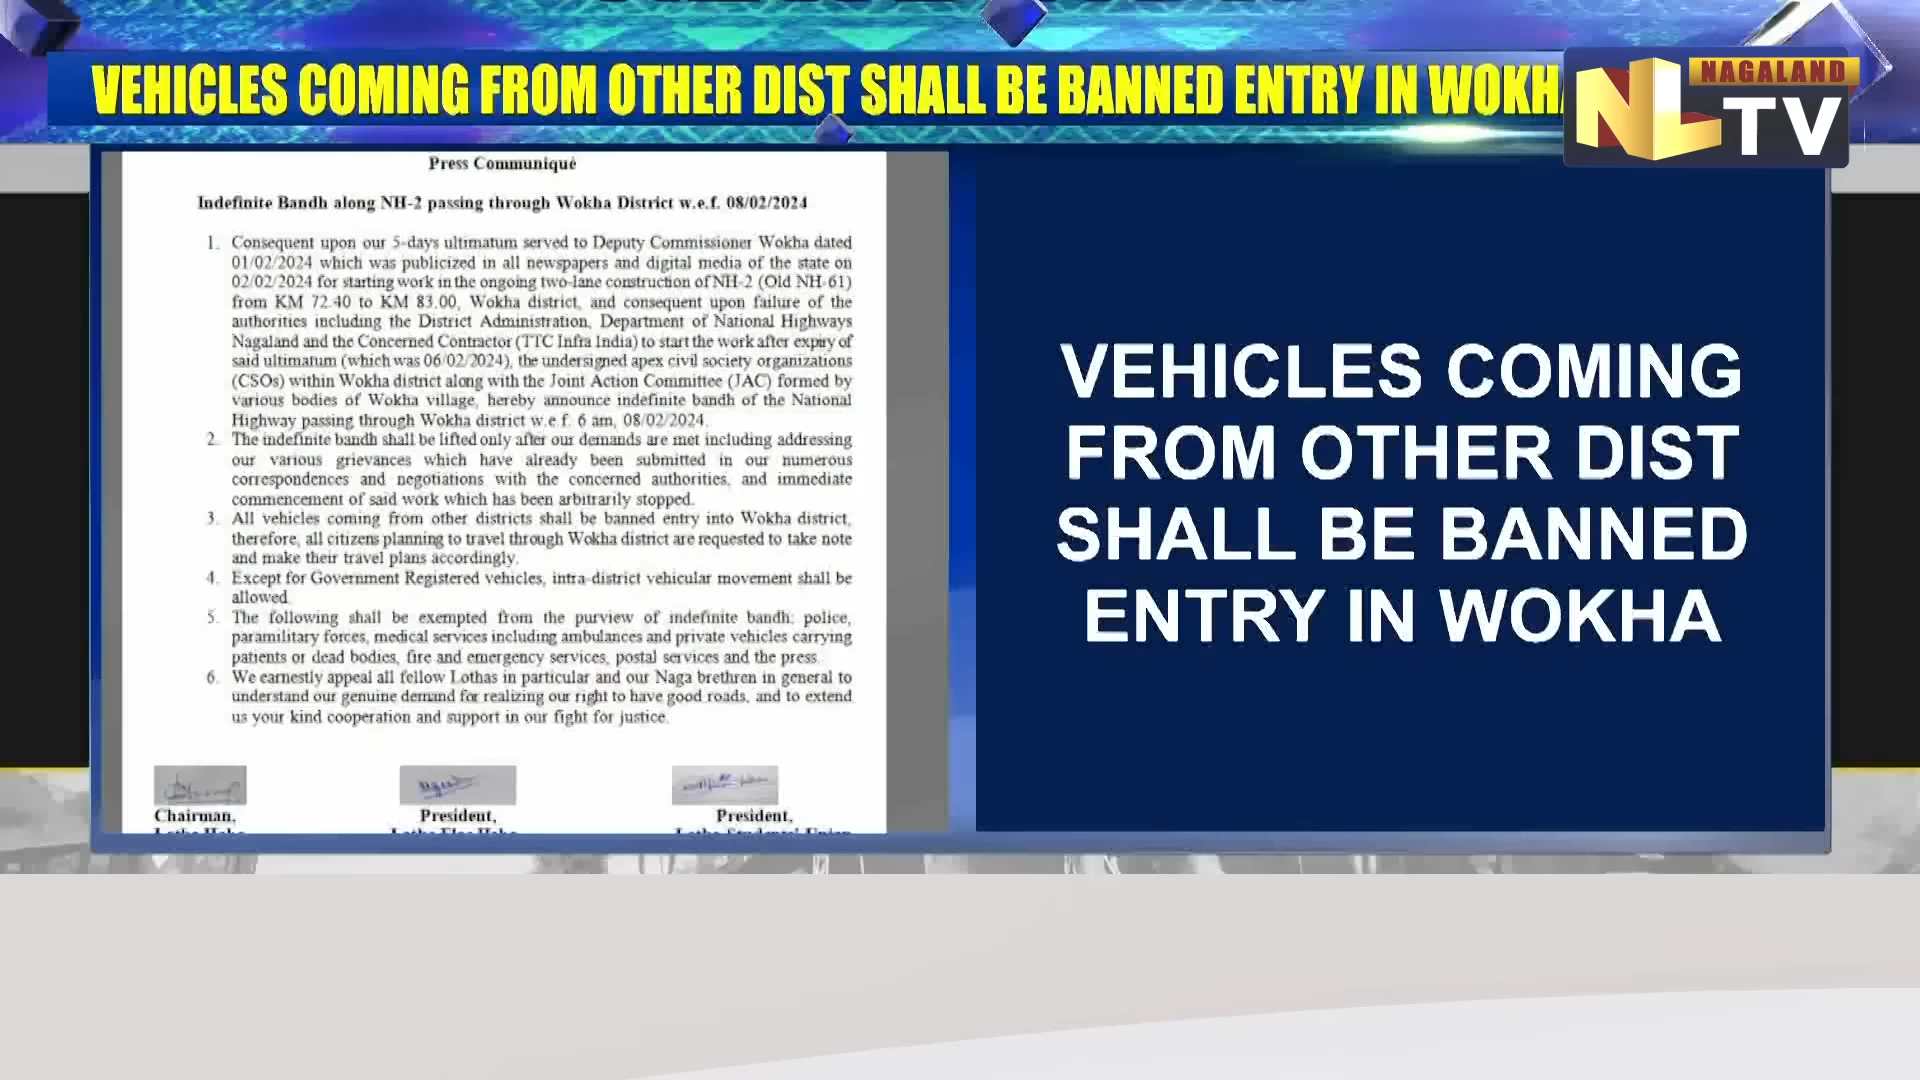 VEHICLES COMING FROM OTHER DIST SHALL BE BANNED ENTRY IN WOKHA
NAGALAND
NL TV
Press Communiqué
Indefinite Bandh along NH-2 passing through Wokha District w.e.f. 08/02/2024
1. Consequent upon our 5-days ultimatum served to Deputy Commissioner Wokha dated
01/02/2024 which was publicized in all newspapers and digital media of the state on
02/02/2024 for starting work in the ongoing two-lane construction of NH-2 (Old NH-61)
from KM 72.40 to KM 83.00, Wokha district, and consequent upon failure of the
authorities including the District Administration, Department of National Highways
Nagaland and the Concerned Contractor (TTC Infra India) to start the work after expiry of
said ultimatum (which was 06/02/2024), the undersigned apex civil society organizations
(CSOs) within Wokha district along with the Joint Action Committee (JAC) formed by
various bodies of Wokha village, hereby announce indefinite bandh of the National
Highway passing through Wokha district w.e.f. 6 am, 08/02/2024.
2. The indefinite bandh shall be lifted only after our demands are met including addressing
our various grievances which have already been submitted in our numerous
correspondences and negotiations with the concerned authorities, and immediate
commencement of said work which has been arbitrarily stopped.
3. All vehicles coming from other districts shall be banned entry into Wokha district,
therefore, all citizens planning to travel through Wokha district are requested to take note
and make their travel plans accordingly.
4. Except for Government Registered vehicles, intra-district vehicular movement shall be
allowed.
5. The following shall be exempted from the purview of indefinite bandh: police,
paramilitary forces, medical services including ambulances and private vehicles carrying
patients or dead bodies, fire and emergency services, postal services and the press.
6. We earnestly appeal all fellow Lothas in particular and our Naga brethren in general to
understand our genuine demand for realizing our right to have good roads, and to extend
us your kind cooperation and support in our fight for justice.
Chairman, President, President,
VEHICLES COMING
FROM OTHER DIST
SHALL BE BANNED
ENTRY IN WOKHA